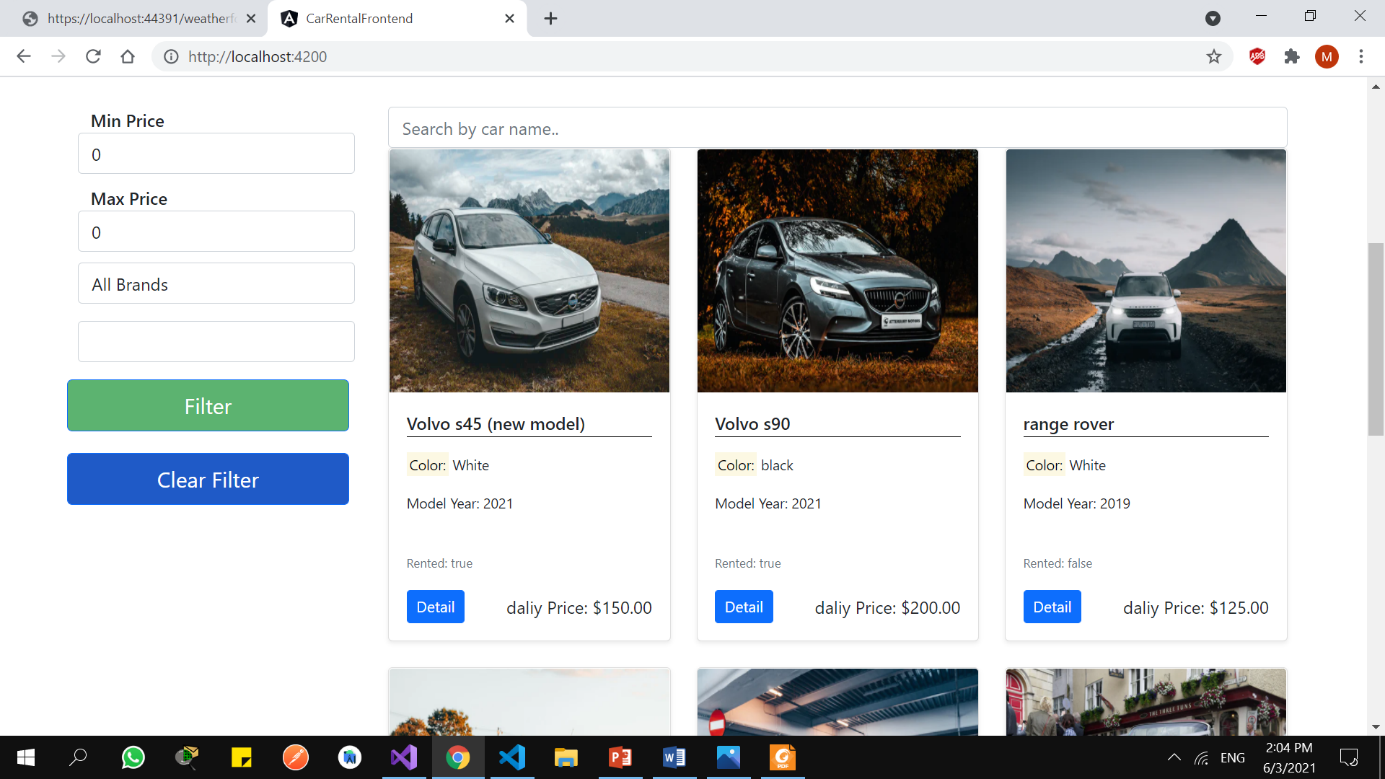 https://localhost:44391/weatherf
CarRentalFrontend
http://localhost:4200
M
Min Price
0
Max Price
0
All Brands
Filter
Clear Filter
Search by car name..
Volvo s45 (new model)
Color: White
Model Year: 2021
Rented: true
Detail
daliy Price: $150.00
Volvo s90
Color: black
Model Year: 2021
Rented: true
Detail
daliy Price: $200.00
range rover
Color: White
Model Year: 2019
Rented: false
Detail
daliy Price: $125.00
ENG
2:04 PM
6/3/2021